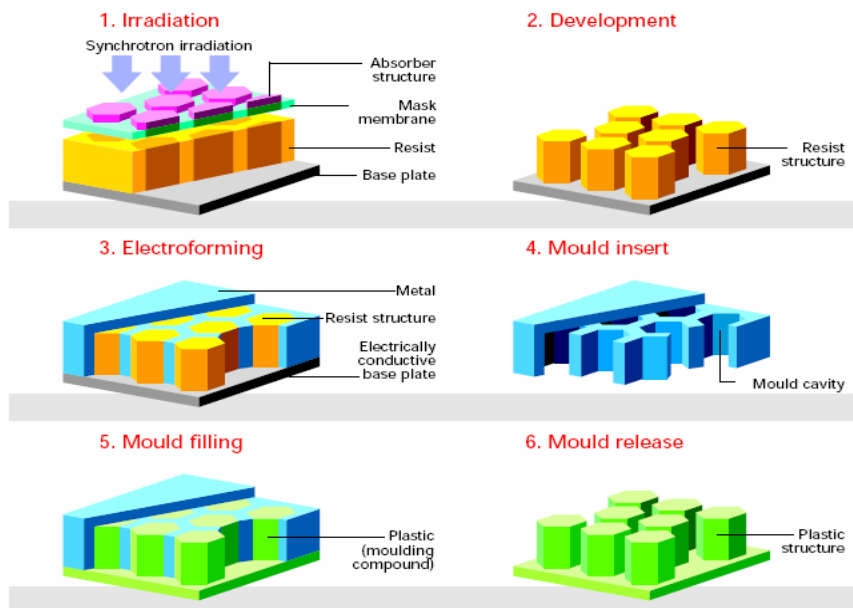 1. Irradiation
Synchrotron irradiation
Absorber
structure
Mask
membrane
Resist
Base plate
2. Development
Resist
structure
3. Electroforming
Metal
Resist structure
Electrically
conductive
base plate
4. Mould insert
Mould cavity
5. Mould filling
Plastic
(moulding
compound)
6. Mould release
Plastic
structure